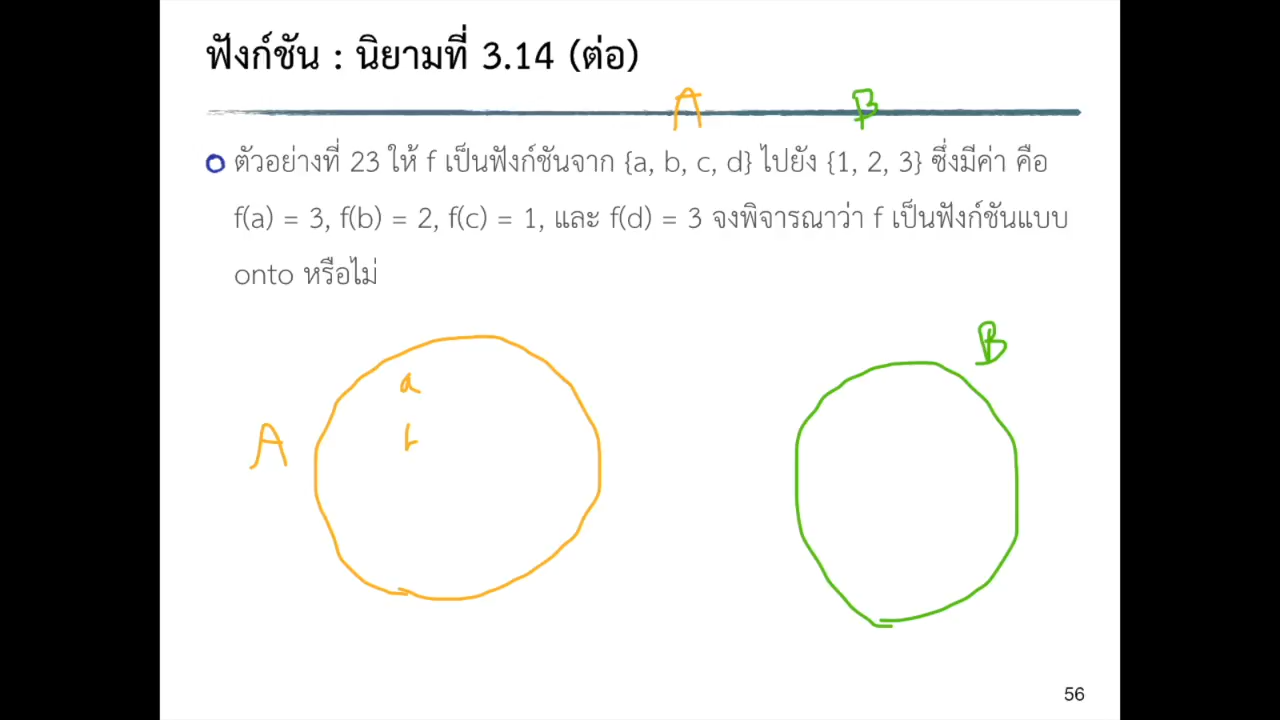 ฟังก์ชัน : นิยามที่ 3.14 (ต่อ)
A B
ตัวอย่างที่ 23 ให้ f เป็นฟังก์ชันจาก {a, b, c, d} ไปยัง {1, 2, 3} ซึ่งมีค่า คือ
f(a) = 3, f(b) = 2, f(c) = 1, และ f(d) = 3 จงพิจารณาว่า f เป็นฟังก์ชันแบบ
onto หรือไม่
B
a
A
56